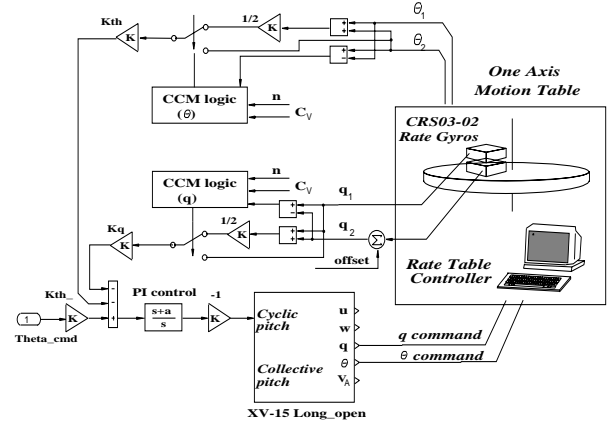 Kth
K
1/2
K
+
+
θ1
+
−
θ2
CCM logic
(θ)
n
CV
One Axis
Motion Table
CRS03-02
Rate Gyros
CCM logic
(q)
n
CV
q1
+
−
Kq
K
1/2
K
+
+
q2
Σ
offset
Rate Table
Controller
Kth_
1
K
Theta_cmd
−
−
+
PI control
s+a
s
-1
K
Cyclic
pitch
Collective
pitch
u
w
q
θ
VA
q command
θ command
XV-15 Long_open